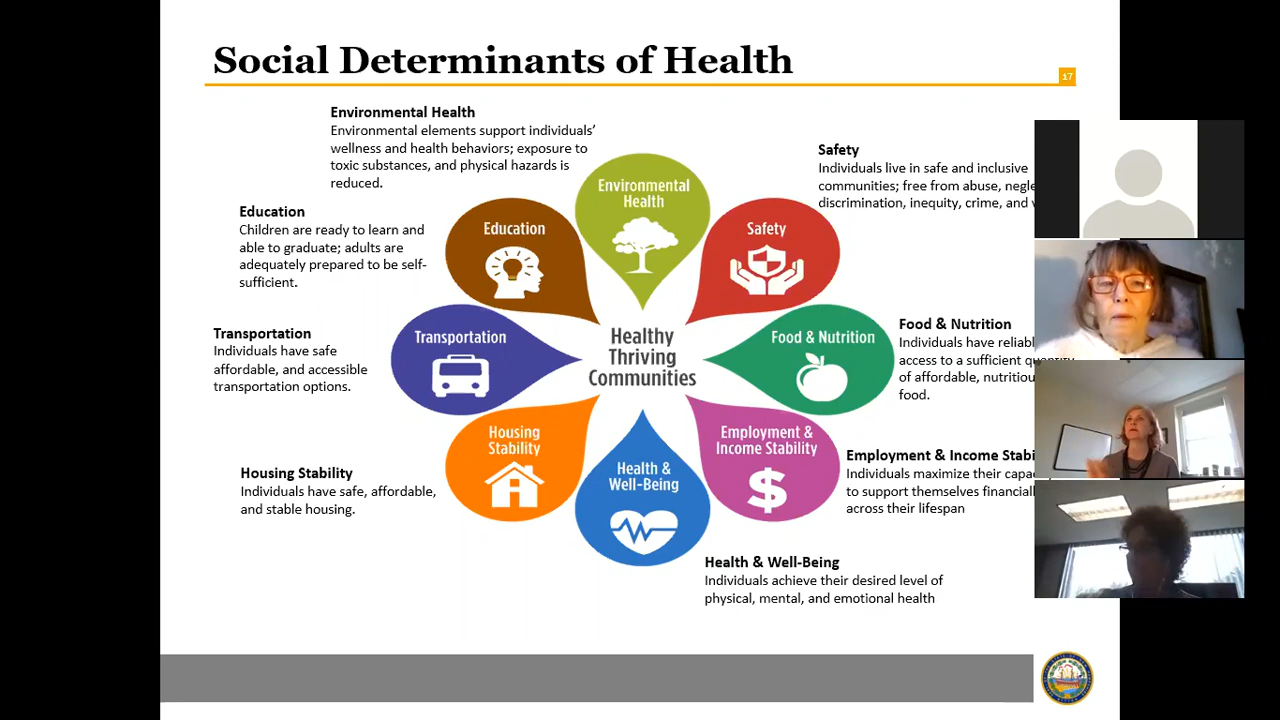 Social Determinants of Health
17
Environmental Health
Environmental elements support individuals’
wellness and health behaviors; exposure to
toxic substances, and physical hazards is
reduced.
Safety
Individuals live in safe and inclusive
communities; free from abuse,
discrimination, inequity, crime, and
Education
Children are ready to learn and
able to graduate; adults are
adequately prepared to be self-
sufficient.
Transportation
Individuals have safe
affordable, and accessible
transportation options.
Housing Stability
Individuals have safe, affordable,
and stable housing.
Environmental
Health
Education
Safety
Transportation
Healthy
Thriving
Communities
Food & Nutrition
Housing
Stability
Health &
Well-Being
Employment &
Income Stability
$
Food & Nutrition
Individuals have
access to a sufficient
of affordable,
food.
Employment & Income
Individuals maximize their
to support themselves
across their lifespan
Health & Well-Being
Individuals achieve their desired level of
physical, mental, and emotional health